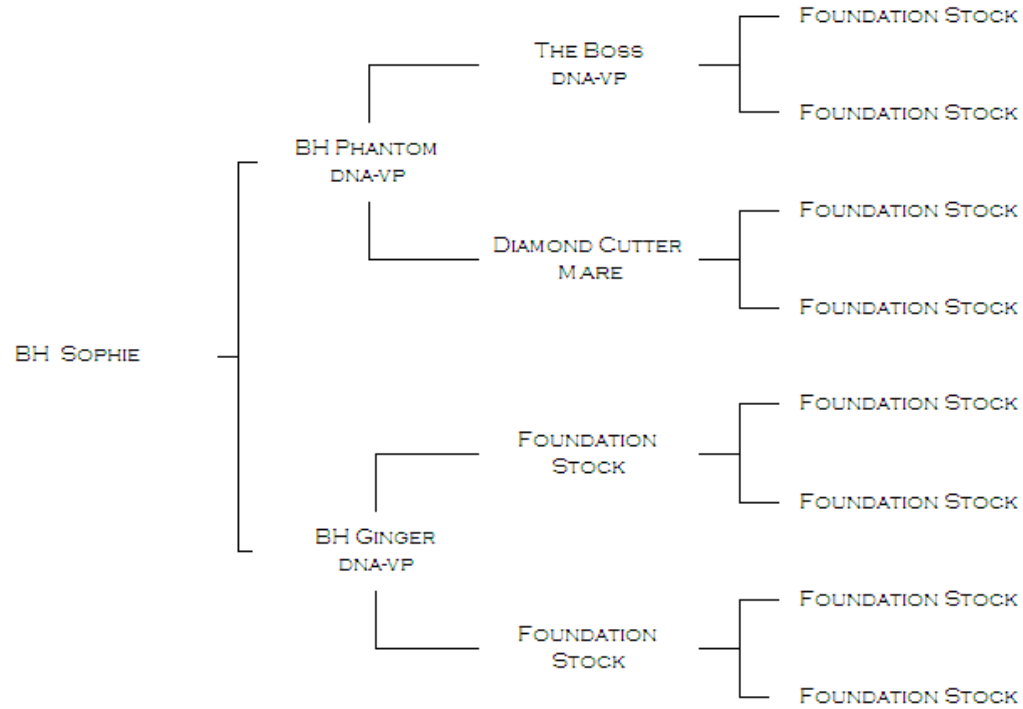 Foundation Stock
The Boss
DNA-VP
Foundation Stock
BH Phantom
DNA-VP
Foundation Stock
Diamond Cutter
Mare
Foundation Stock
BH Sophie
Foundation Stock
Foundation
Stock
Foundation Stock
BH Ginger
DNA-VP
Foundation Stock
Foundation
Stock
Foundation Stock